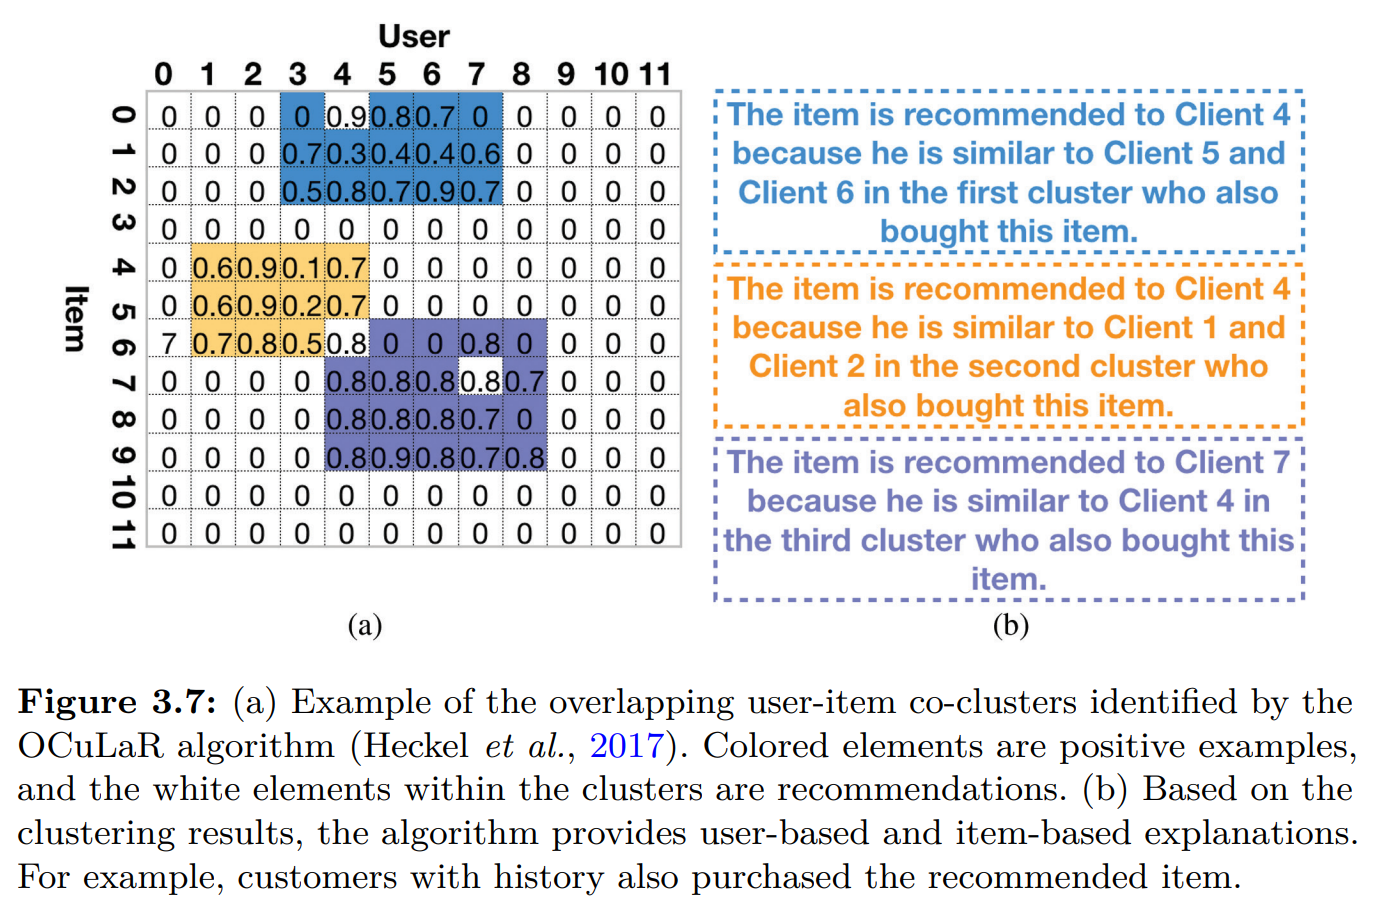 User
0 1 2 3 4 5 6 7 8 9 10 11
Item
0 0 0 0 0 0.9 0.8 0.7 0 0 0 0 0
1 0 0 0 0.7 0.3 0.4 0.4 0.6 0 0 0 0
2 0 0 0 0.5 0.8 0.7 0.9 0.7 0 0 0 0
3 0 0 0 0 0 0 0 0 0 0 0 0
4 0 0.6 0.9 0.1 0.7 0 0 0 0 0 0 0
5 0 0.6 0.9 0.2 0.7 0 0 0 0 0 0 0
6 7 0.7 0.8 0.5 0.8 0 0 0.8 0 0 0 0
7 0 0 0 0 0.8 0.8 0.8 0.8 0.7 0 0 0
8 0 0 0 0 0.8 0.8 0.8 0.7 0 0 0 0
9 0 0 0 0 0.8 0.9 0.8 0.7 0.8 0 0 0
10 0 0 0 0 0 0 0 0 0 0 0 0
11 0 0 0 0 0 0 0 0 0 0 0 0
(a)
The item is recommended to Client 4
because he is similar to Client 5 and
Client 6 in the first cluster who also
bought this item.
The item is recommended to Client 4
because he is similar to Client 1 and
Client 2 in the second cluster who
also bought this item.
The item is recommended to Client 7
because he is similar to Client 4 in
the third cluster who also bought this
item.
(b)
Figure 3.7: (a) Example of the overlapping user-item co-clusters identified by the
OCuLaR algorithm (Heckel et al., 2017). Colored elements are positive examples,
and the white elements within the clusters are recommendations. (b) Based on the
clustering results, the algorithm provides user-based and item-based explanations.
For example, customers with history also purchased the recommended item.